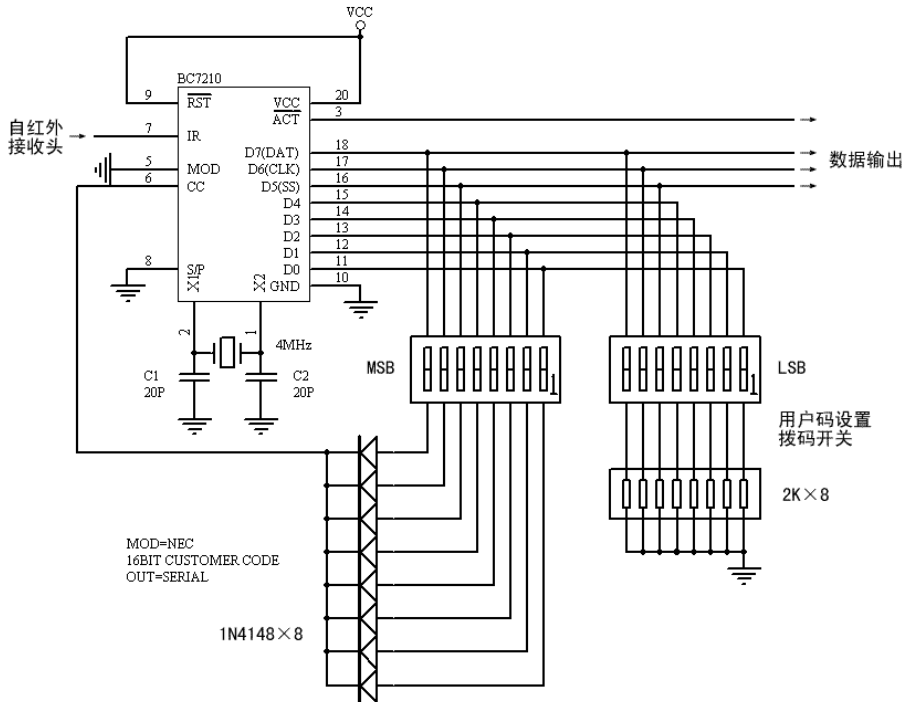 VCC
BC7210
9 RST VCC 20
ACT 3
自红外
接收头
7 IR
D7(DAT) 18
数据输出
5 MOD D6(CLK) 17
6 CC D5(SS) 16
D4 15
D3 14
D2 13
D1 12
8 S/P D0 11
X1 X2 GND 10
2 1
4MHz
C1
20P
C2
20P
MSB
1
LSB
1
用户码设置
拨码开关
2K×8
MOD=NEC
16BIT CUSTOMER CODE
OUT=SERIAL
1N4148×8